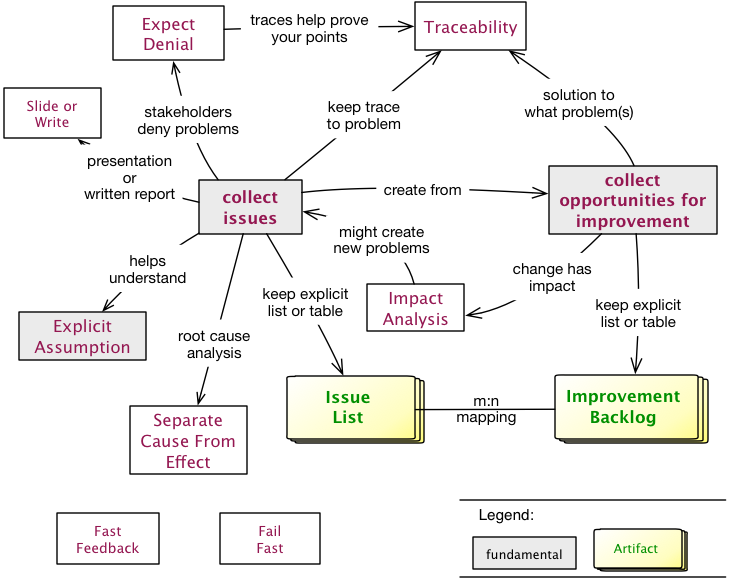 Expect
Denial
traces help prove
your points
Traceability
Slide or
Write
stakeholders
deny problems
keep trace
to problem
solution to
what problem(s)
presentation
or
written report
collect
issues
create from
collect
opportunities for
improvement
might create
new problems
helps
understand
change has
impact
keep explicit
list or table
Impact
Analysis
keep explicit
list or table
Explicit
Assumption
root cause
analysis
Issue
List
m:n
mapping
Improvement
Backlog
Separate
Cause From
Effect
Fast
Feedback
Fail
Fast
Legend:
fundamental
Artifact